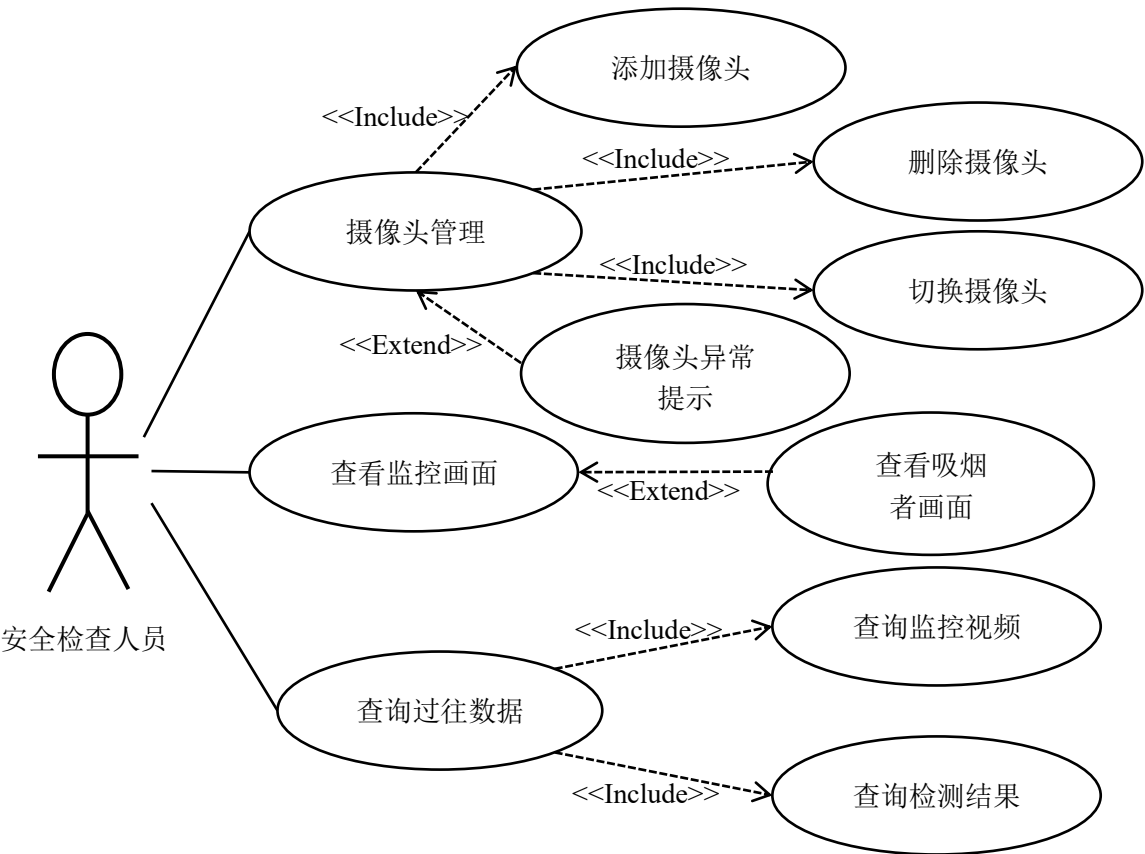 添加摄像头
<<Include>>
<<Include>>
删除摄像头
摄像头管理
<<Include>>
切换摄像头
<<Extend>>
摄像头异常
提示
查看监控画面
<<Extend>>
查看吸烟
者画面
安全检查人员
<<Include>>
查询监控视频
查询过往数据
<<Include>>
查询检测结果